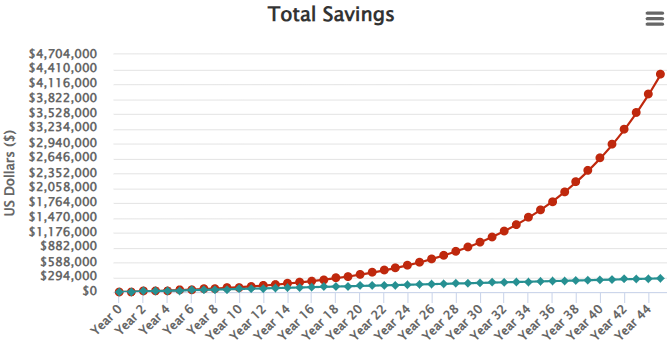 Total Savings
US Dollars ($)
$4,704,000
$4,410,000
$4,116,000
$3,822,000
$3,528,000
$3,234,000
$2,940,000
$2,646,000
$2,352,000
$2,058,000
$1,764,000
$1,470,000
$1,176,000
$882,000
$588,000
$294,000
$0
Year 0
Year 2
Year 4
Year 6
Year 8
Year 10
Year 12
Year 14
Year 16
Year 18
Year 20
Year 22
Year 24
Year 26
Year 28
Year 30
Year 32
Year 34
Year 36
Year 38
Year 40
Year 42
Year 44